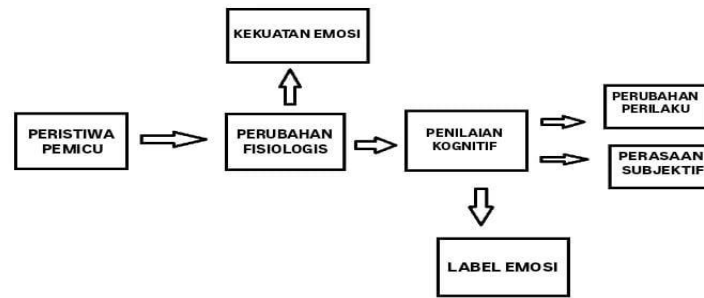 KEKUATAN EMOSI
PERISTIWA
PEMICU
PERUBAHAN
FISIOLOGIS
PENILAIAN
KOGNITIF
PERUBAHAN
PERILAKU
PERASAAN
SUBJEKTIF
LABEL EMOSI